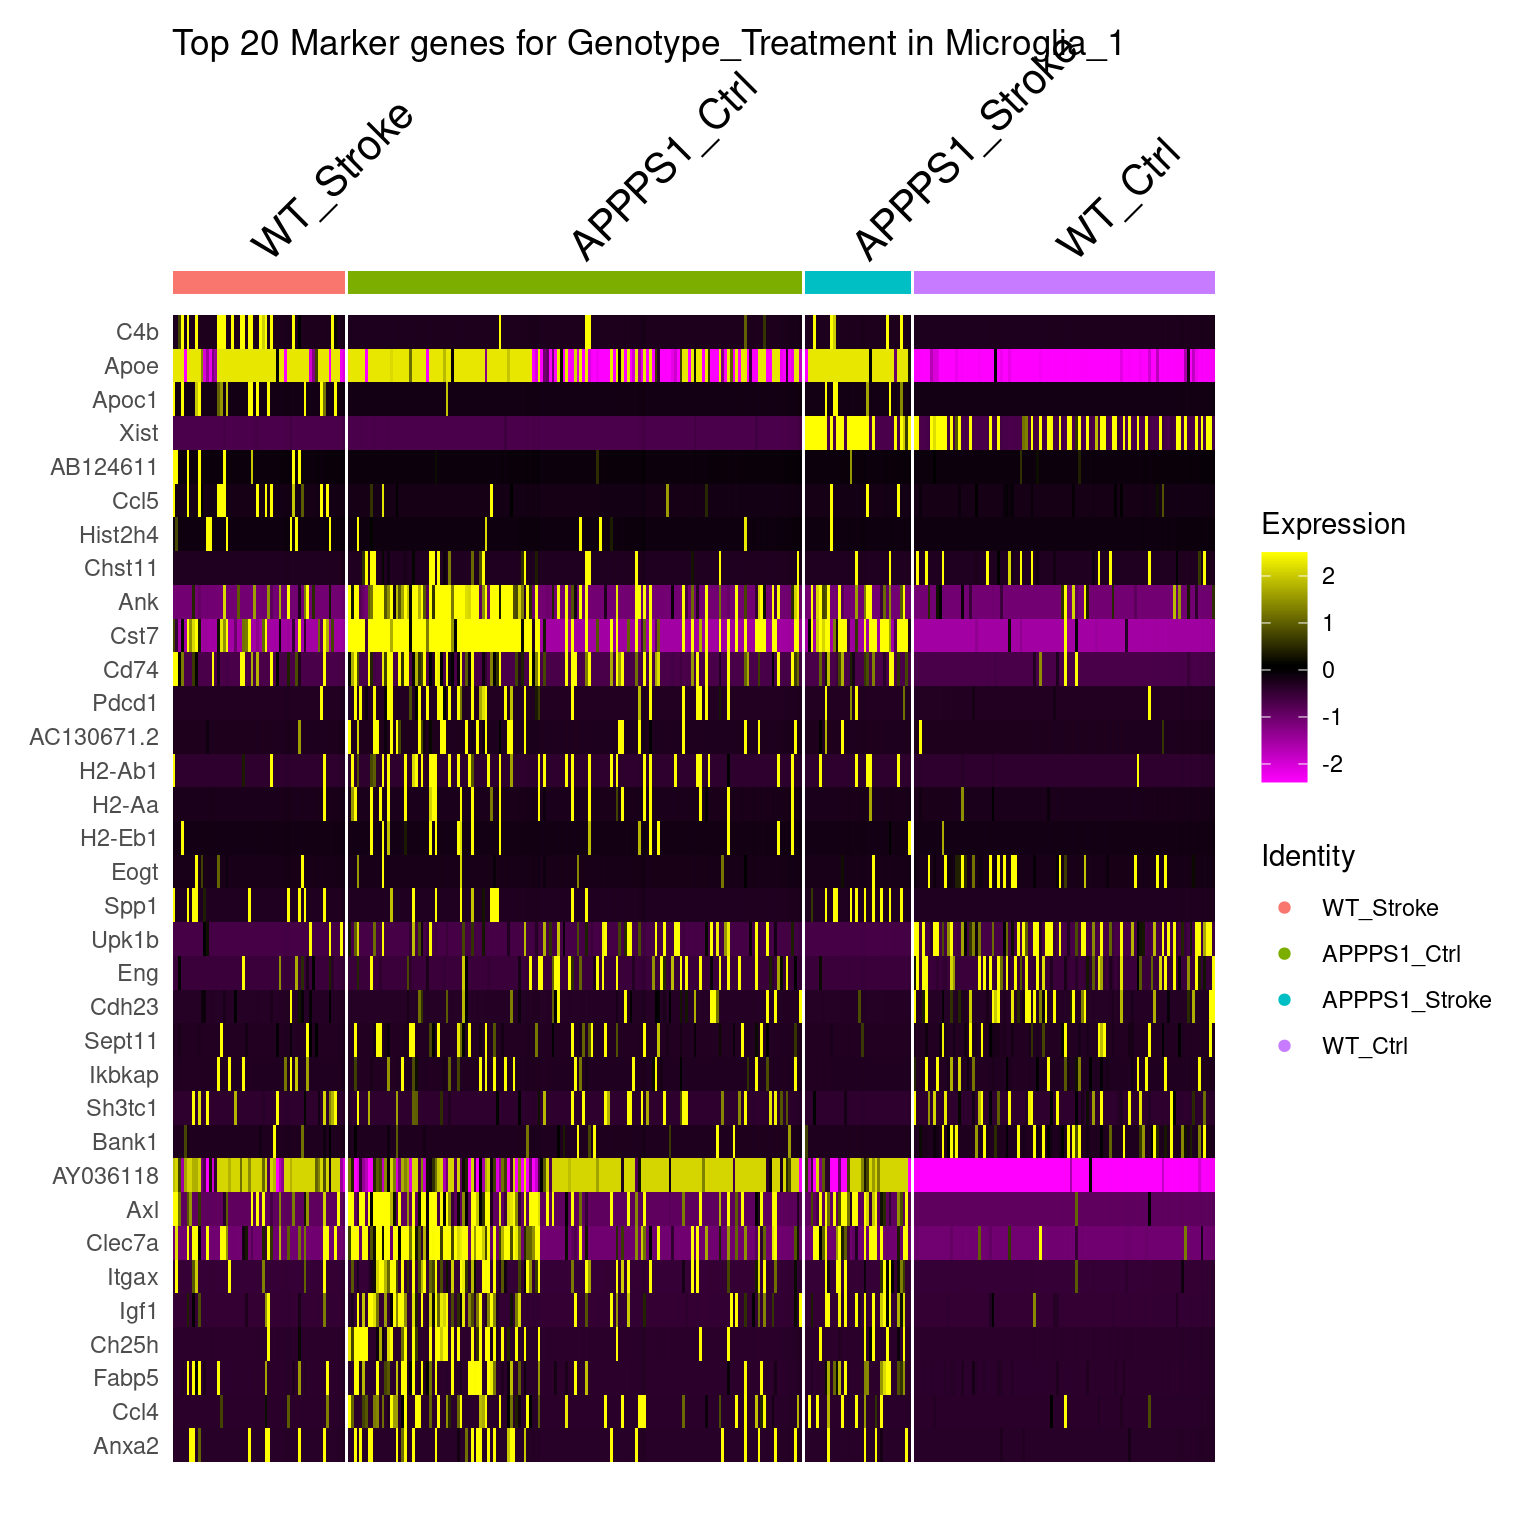 Top 20 Marker genes for Genotype_Treatment in Microglia_1
WT_Stroke
APPPS1_Ctrl
APPPS1_Stroke
WT_Ctrl
C4b
Apoe
Apoc1
Xist
AB124611
Ccl5
Hist2h4
Chst11
Ank
Cst7
Cd74
Pdcd1
AC130671.2
H2-Ab1
H2-Aa
H2-Eb1
Eogt
Spp1
Upk1b
Eng
Cdh23
Sept11
Ikbkap
Sh3tc1
Bank1
AY036118
Axl
Clec7a
Itgax
Igf1
Ch25h
Fabp5
Ccl4
Anxa2
Expression
2
1
0
-1
-2
Identity
WT_Stroke
APPPS1_Ctrl
APPPS1_Stroke
WT_Ctrl